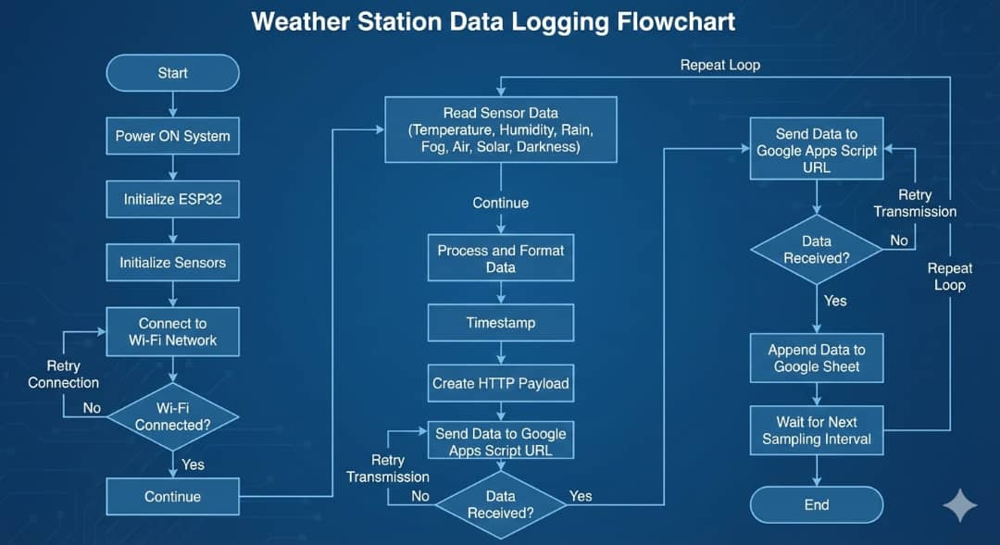 Weather Station Data Logging Flowchart
Start
Power ON System
Initialize ESP32
Initialize Sensors
Connect to
Wi-Fi Network
Retry
Connection
No
Wi-Fi
Connected?
Yes
Continue
Repeat Loop
Read Sensor Data
(Temperature, Humidity, Rain,
Fog, Air, Solar, Darkness)
Continue
Process and Format
Data
Timestamp
Create HTTP Payload
Send Data to Google
Apps Script URL
Retry
Transmission
No
Data
Received?
Yes
Send Data to
Google Apps Script
URL
Retry
Transmission
Data
Received?
No
Repeat
Loop
Yes
Append Data to
Google Sheet
Wait for Next
Sampling Interval
End